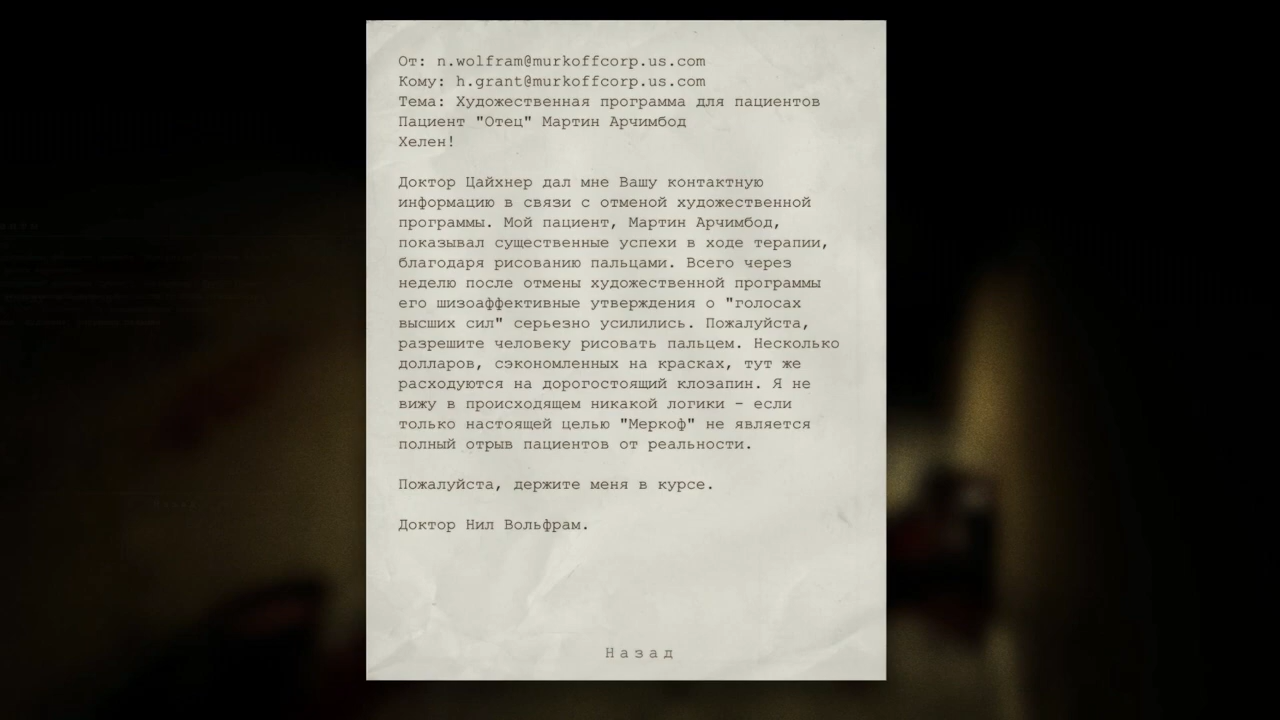 От: n.wolfram@murkoffcorp.us.com
Кому: h.grant@murkoffcorp.us.com
Тема: Художественная программа для пациентов
Пациент "Отец" Мартин Арчимбод
Хелен!
Доктор Цайхнер дал мне Вашу контактную
информацию в связи с отменой художественной
программы. Мой пациент, Мартин Арчимбод,
показывал существенные успехи в ходе терапии,
благодаря рисованию пальцами. Всего через
неделю после отмены художественной программы
его шизоаффективные утверждения о "голосах
высших сил" серьезно усилились. Пожалуйста,
разрешите человеку рисовать пальцем. Несколько
долларов, сэкономленных на красках, тут же
расходуются на дорогостоящий клозапин. Я не
вижу в происходящем никакой логики – если
только настоящей целью "Меркоф" не является
полный отрыв пациентов от реальности.
Пожалуйста, держите меня в курсе.
Доктор Нил Вольфрам.
Назад